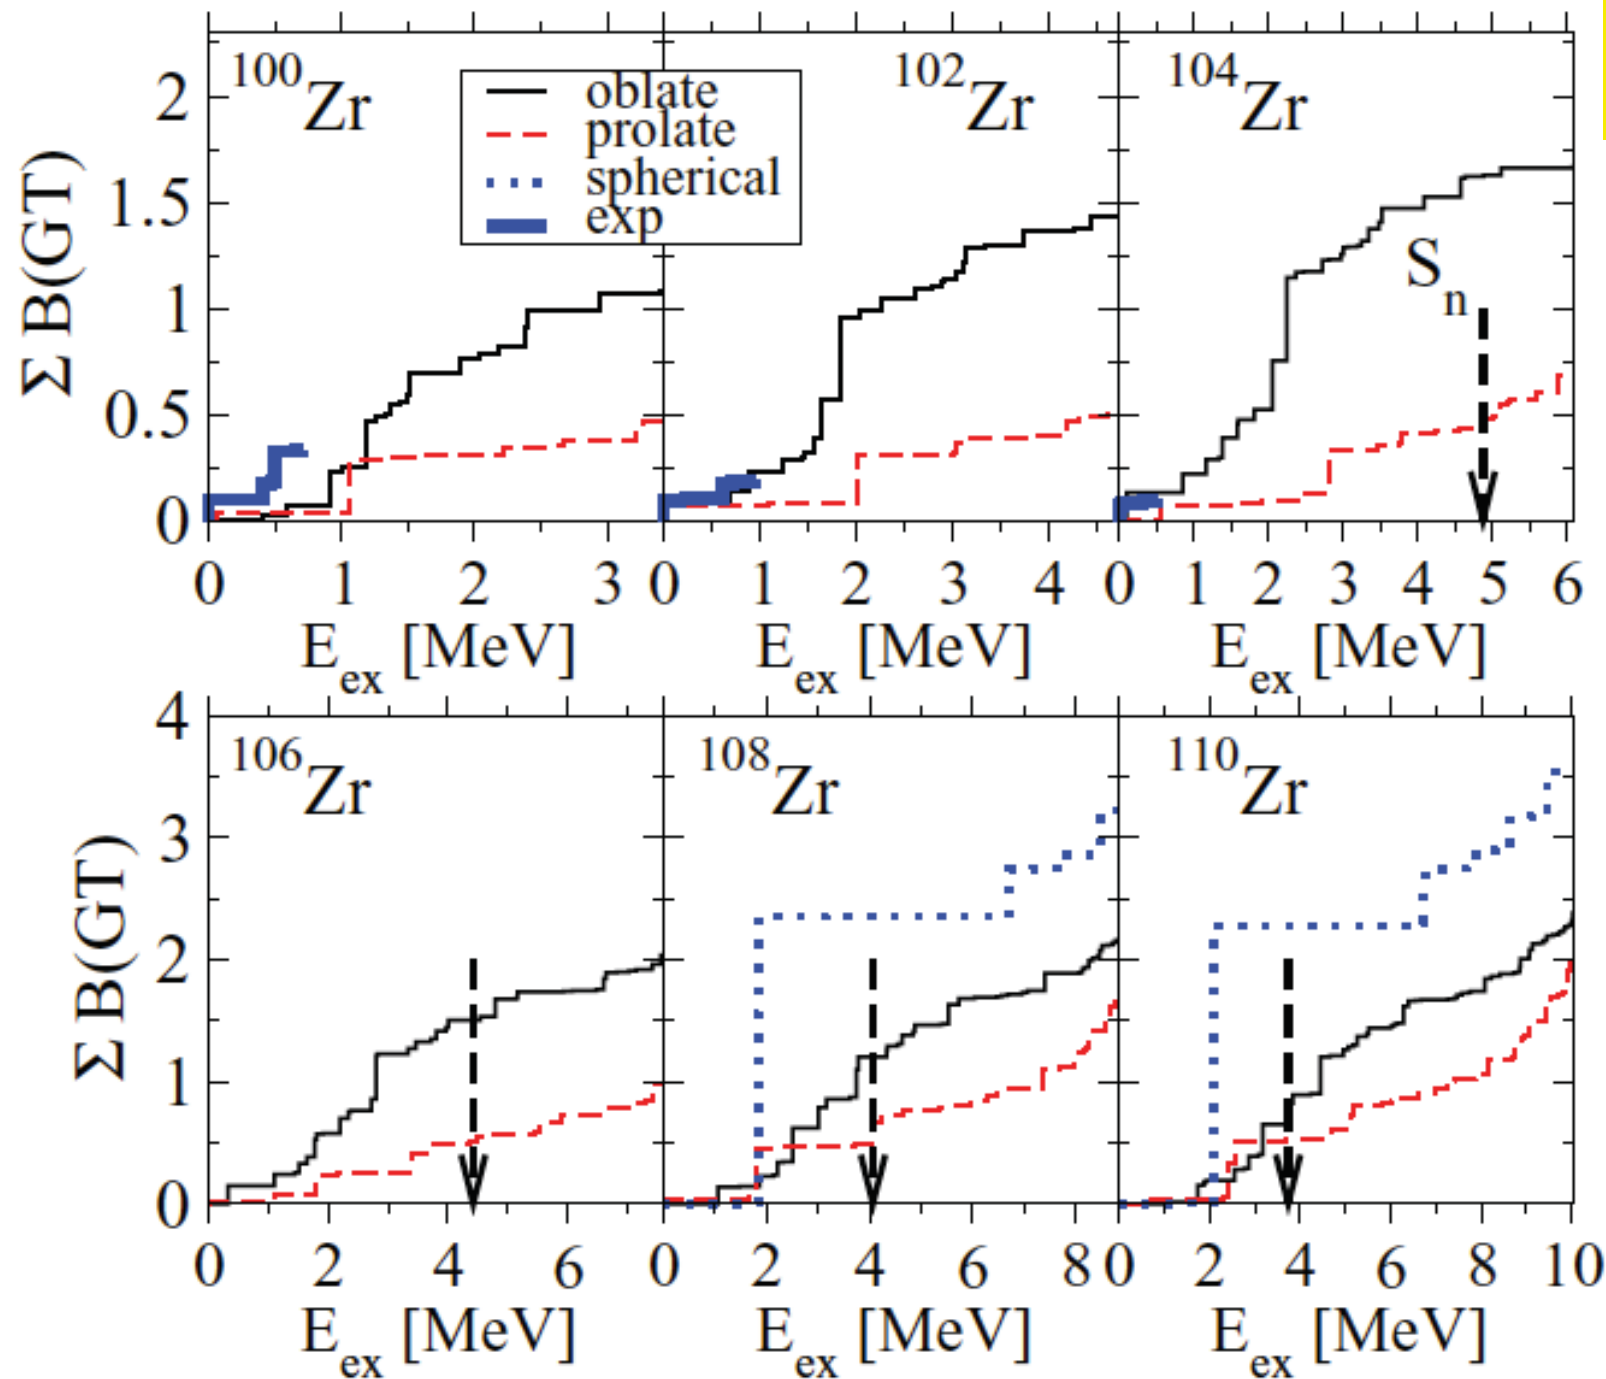 100Zr
102Zr
104Zr
oblate
prolate
spherical
exp
Sn
Σ B(GT)
2
1.5
1
0.5
0
0 1 2 3
0 1 2 3 4
0 1 2 3 4 5 6
Eex [MeV]
Eex [MeV]
Eex [MeV]
106Zr
108Zr
110Zr
Σ B(GT)
4
3
2
1
0
0 2 4 6
0 2 4 6 8
0 2 4 6 8 10
Eex [MeV]
Eex [MeV]
Eex [MeV]